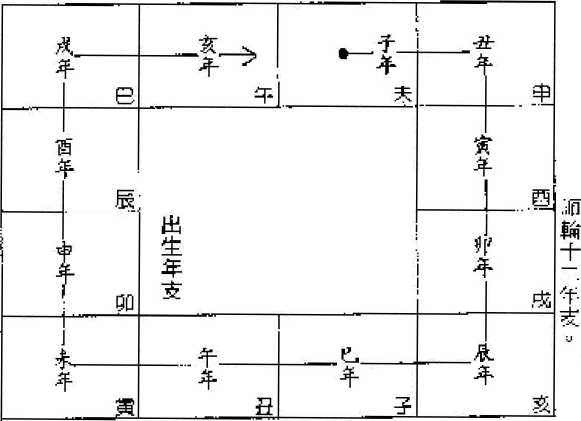 戌年
亥年
子年
丑年
巳
午
未
申
酉年
寅年
辰
酉
出生年支
申年
卯年
卯
戌
未年
午年
巳年
辰年
寅
丑
子
亥
順輪十二年支。